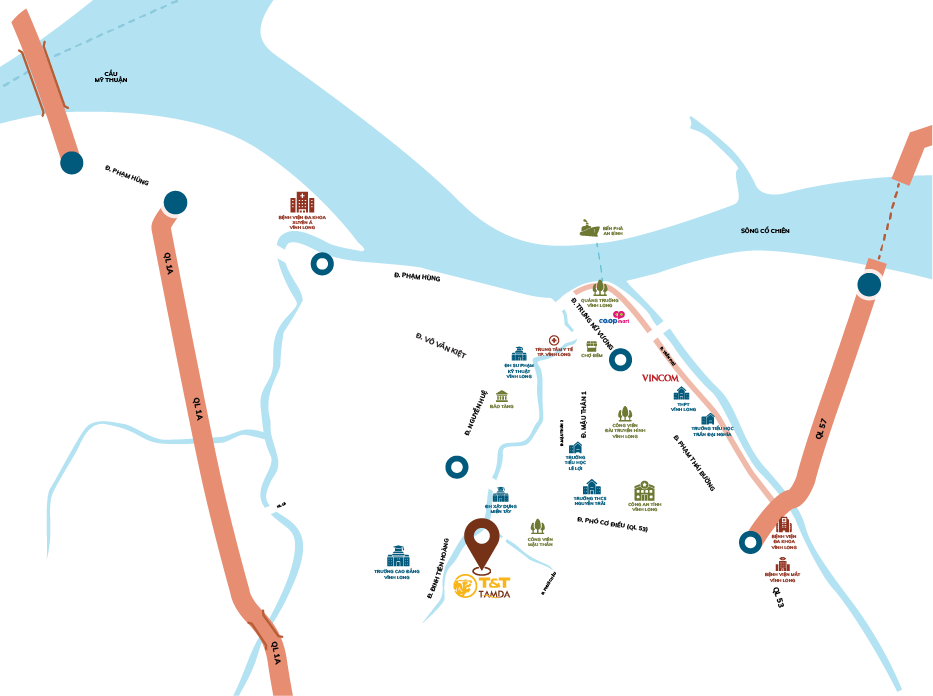 CẦU
MỸ THUẬN
Đ. PHẠM HÙNG
BỆNH VIỆN ĐA KHOA
XUYÊN Á
VĨNH LONG
BẾN PHÀ
AN BÌNH
SÔNG CỔ CHIÊN
QL 1A
Đ. PHẠM HÙNG
QUẢNG TRƯỜNG
VĨNH LONG
Đ. TRƯNG NỮ VƯƠNG
co.opmart
Đ. VÕ VĂN KIỆT
TRUNG TÂM Y TẾ
TP. VĨNH LONG
CHỢ ĐÊM
ĐH SƯ PHẠM
KỸ THUẬT
VĨNH LONG
VINCOM
THPT
VĨNH LONG
BẢO TÀNG
Đ. NGUYỄN HUỆ
QL 1A
Đ. MẬU THÂN 1
CÔNG VIÊN
ĐÀI TRUYỀN HÌNH
VĨNH LONG
TRƯỜNG TIỂU HỌC
TRẦN ĐẠI NGHĨA
QL 57
TRƯỜNG
TIỂU HỌC
LÊ LỢI
Đ. PHẠM THÁI BƯỜNG
ĐH XÂY DỰNG
MIỀN TÂY
TRƯỜNG THCS
NGUYỄN TRÃI
CÔNG AN TỈNH
VĨNH LONG
Đ. PHÓ CƠ ĐIỀU (QL 53)
CÔNG VIÊN
MẬU THÂN
BỆNH VIỆN
ĐA KHOA
VĨNH LONG
TRƯỜNG CAO ĐẲNG
VĨNH LONG
Đ. ĐINH TIÊN HOÀNG
BỆNH VIỆN MẮT
VĨNH LONG
T&T
TAMDA
QL 53
QL 1A